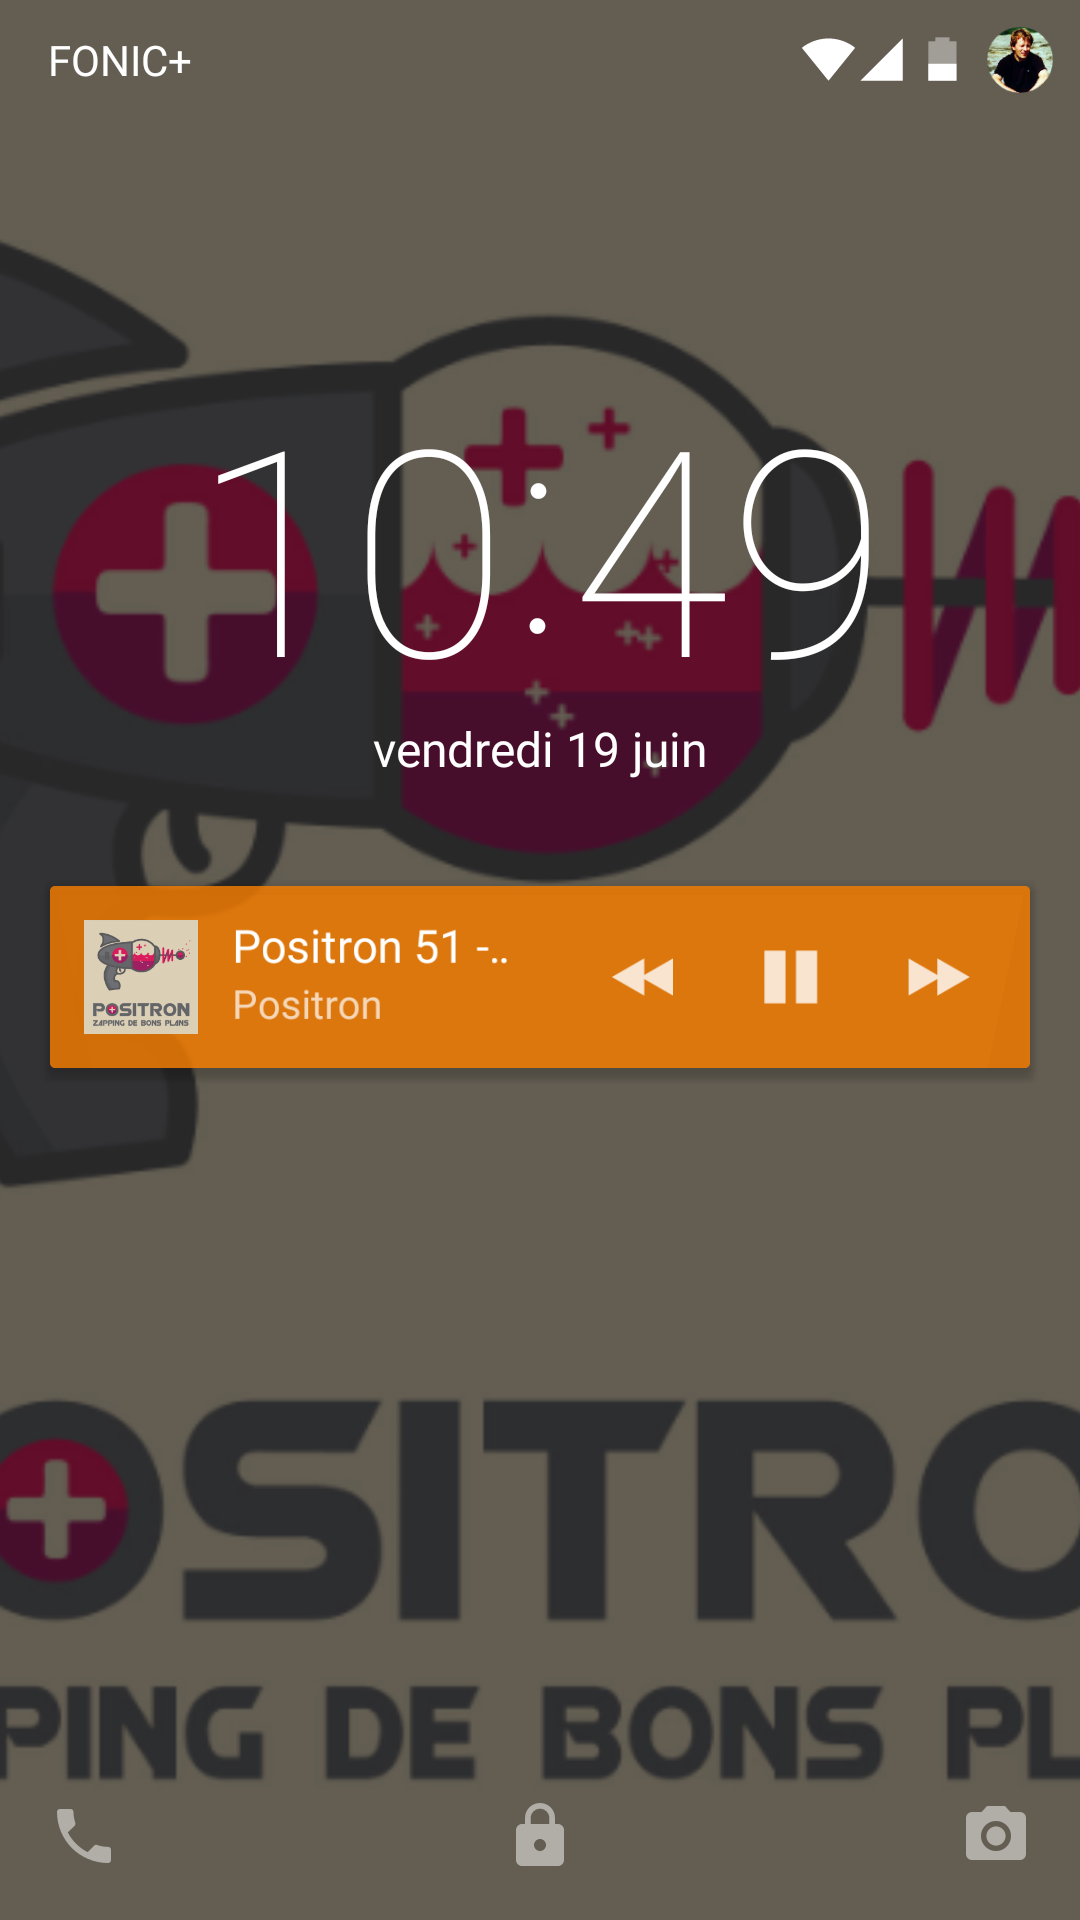 FONIC+
10:49
vendredi 19 juin
POSITRON
ZAPPING DE BONS PLANS
Positron 51 -..
Positron
OSITRO
PING DE BONS PL